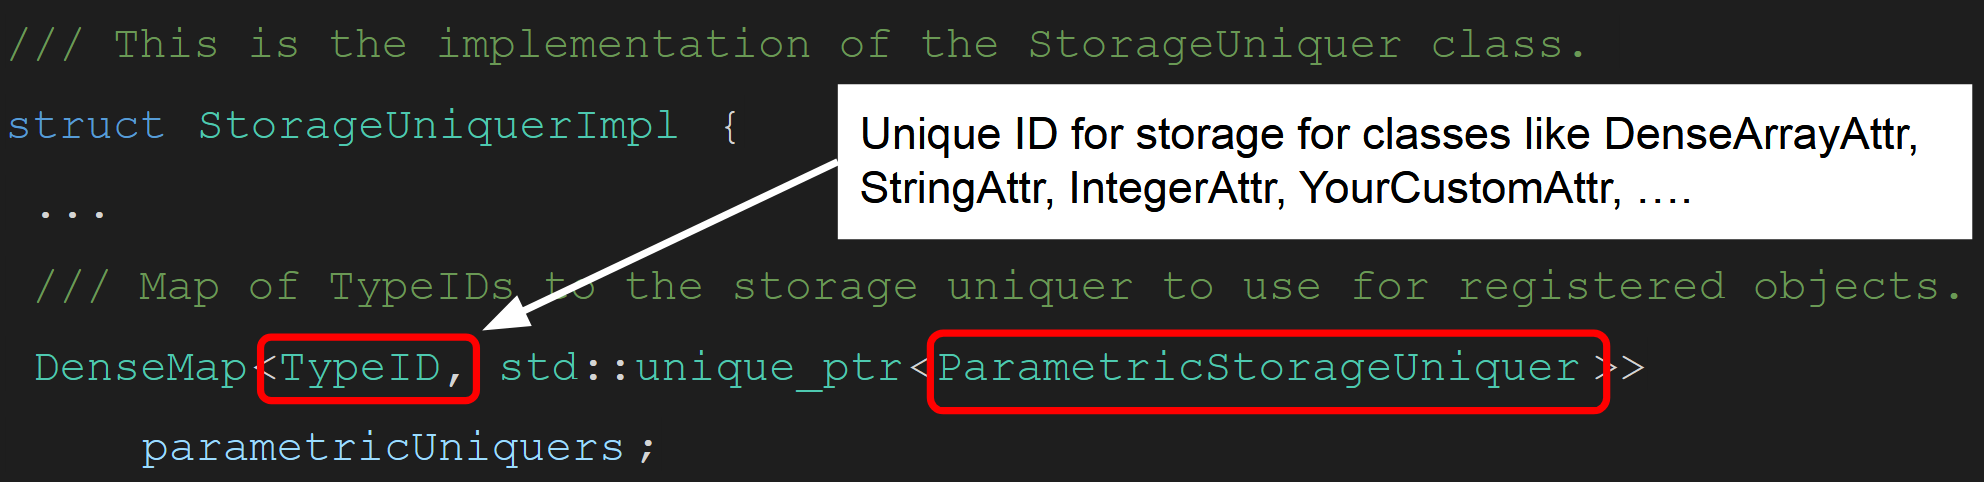 /// This is the implementation of the StorageUniquer class.
struct StorageUniquerImpl {
Unique ID for storage for classes like DenseArrayAttr,
StringAttr, IntegerAttr, YourCustomAttr, ….
...
/// Map of TypeIDs to the storage uniquer to use for registered objects.
DenseMap<TypeID, std::unique_ptr<ParametricStorageUniquer>>
parametricUniquers;